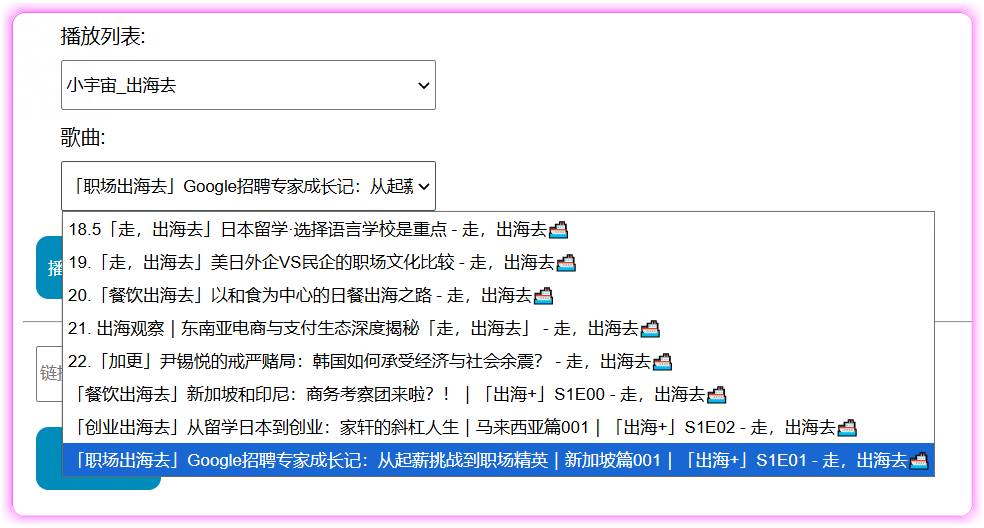 播放列表:
小宇宙_出海去
歌曲:
「职场出海去」Google招聘专家成长记：从起薪
18.5「走，出海去」日本留学·选择语言学校是重点 - 走，出海去🚢
19.「走，出海去」美日外企VS民企的职场文化比较 - 走，出海去🚢
20.「餐饮出海去」以和食为中心的日餐出海之路 - 走，出海去🚢
21. 出海观察 | 东南亚电商与支付生态深度揭秘「走，出海去」 - 走，出海去🚢
22.「加更」尹锡悦的戒严赌局：韩国如何承受经济与社会余震？ - 走，出海去🚢
「餐饮出海去」新加坡和印尼：商务考察团来啦？！ | 「出海+」S1E00 - 走，出海去🚢
「创业出海去」从留学日本到创业：家轩的斜杠人生 | 马来西亚篇001 | 「出海+」S1E02 - 走，出海去🚢
「职场出海去」Google招聘专家成长记：从起薪挑战到职场精英 | 新加坡篇001 | 「出海+」S1E01 - 走，出海去🚢
播
链